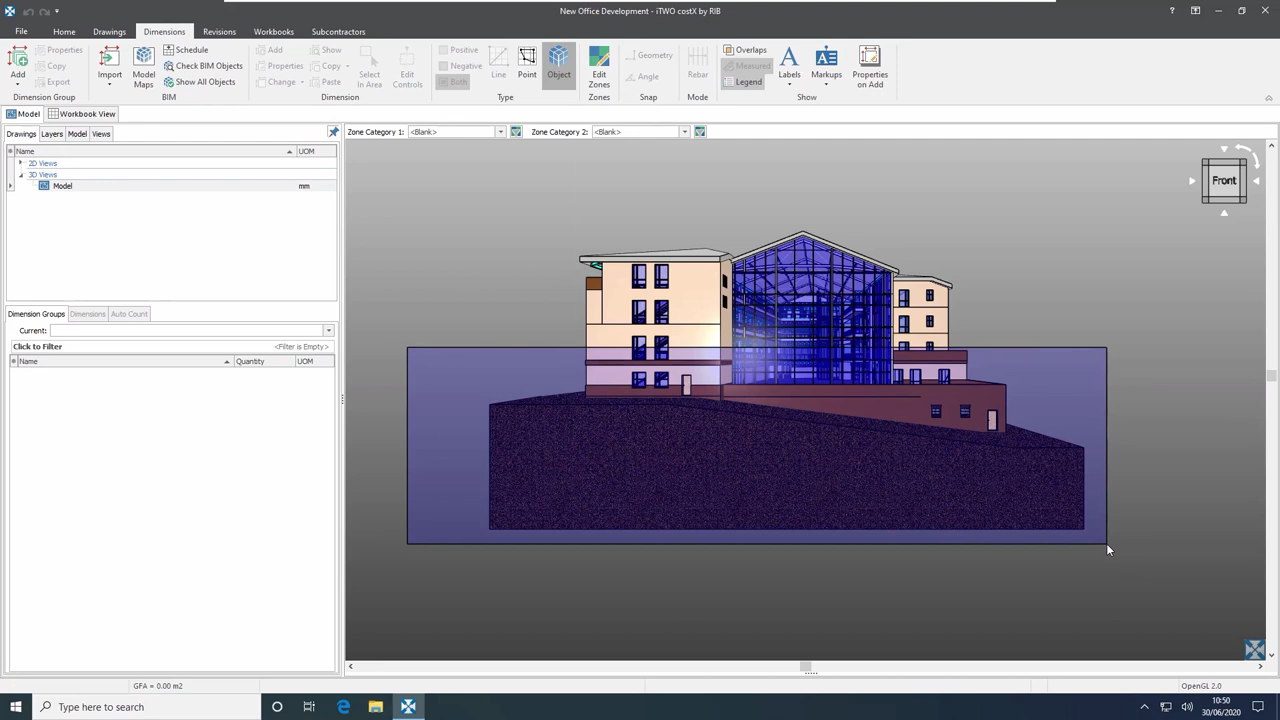 New Office Development - iTWO costX by RIB
File Home Drawings Dimensions Revisions Workbooks Subcontractors
Add
Properties
Copy
Export
Dimension Group
Import
Model Maps
Schedule
Check BIM Objects
Show All Objects
BIM
Add
Properties
Change
Show
Copy
Paste
Select In Area
Edit Controls
Dimension
Positive
Negative
Both
Line
Point
Object
Type
Edit Zones
Zones
Geometry
Angle
Snap
Rebar
Mode
Overlaps
Measured
Legend
Labels
Markups
Properties on Add
Show
Model Workbook View
Drawings Layers Model Views
Zone Category 1: <Blank> Zone Category 2: <Blank>
Name UOM
2D Views
3D Views
Model mm
Front
Dimension Groups Dimensions Auto Count
Current:
Click to Filter <Filter is Empty>
Name Quantity UOM
GFA = 0.00 m2 OpenGL 2.0
Type here to search
10:50
30/06/2020